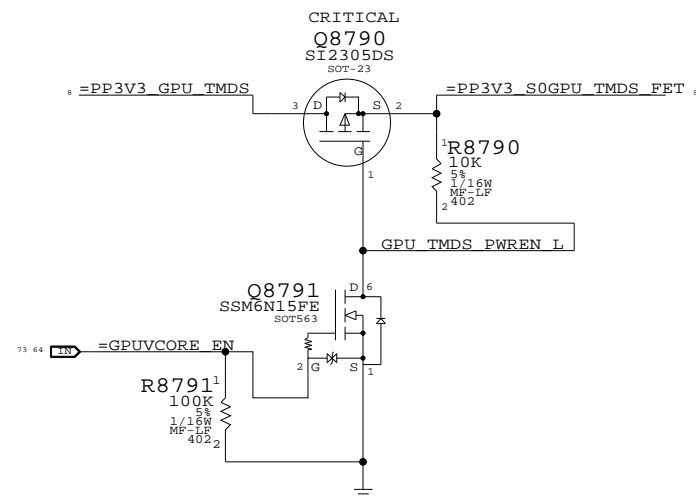 CRITICAL
Q8790
SI2305DS
SOT-23
8 =PP3V3_GPU_TMDS
=PP3V3_S0GPU_TMDS_FET 8
3 D S 2
G
1
1 R8790
10K
5%
1/16W
MF-LF
402
2
GPU_TMDS_PWREN_L
Q8791
SSM6N15FE
SOT563
D 6
73 64 IN =GPUVCORE_EN
2 G S 1
R8791 1
100K
5%
1/16W
MF-LF
402 2